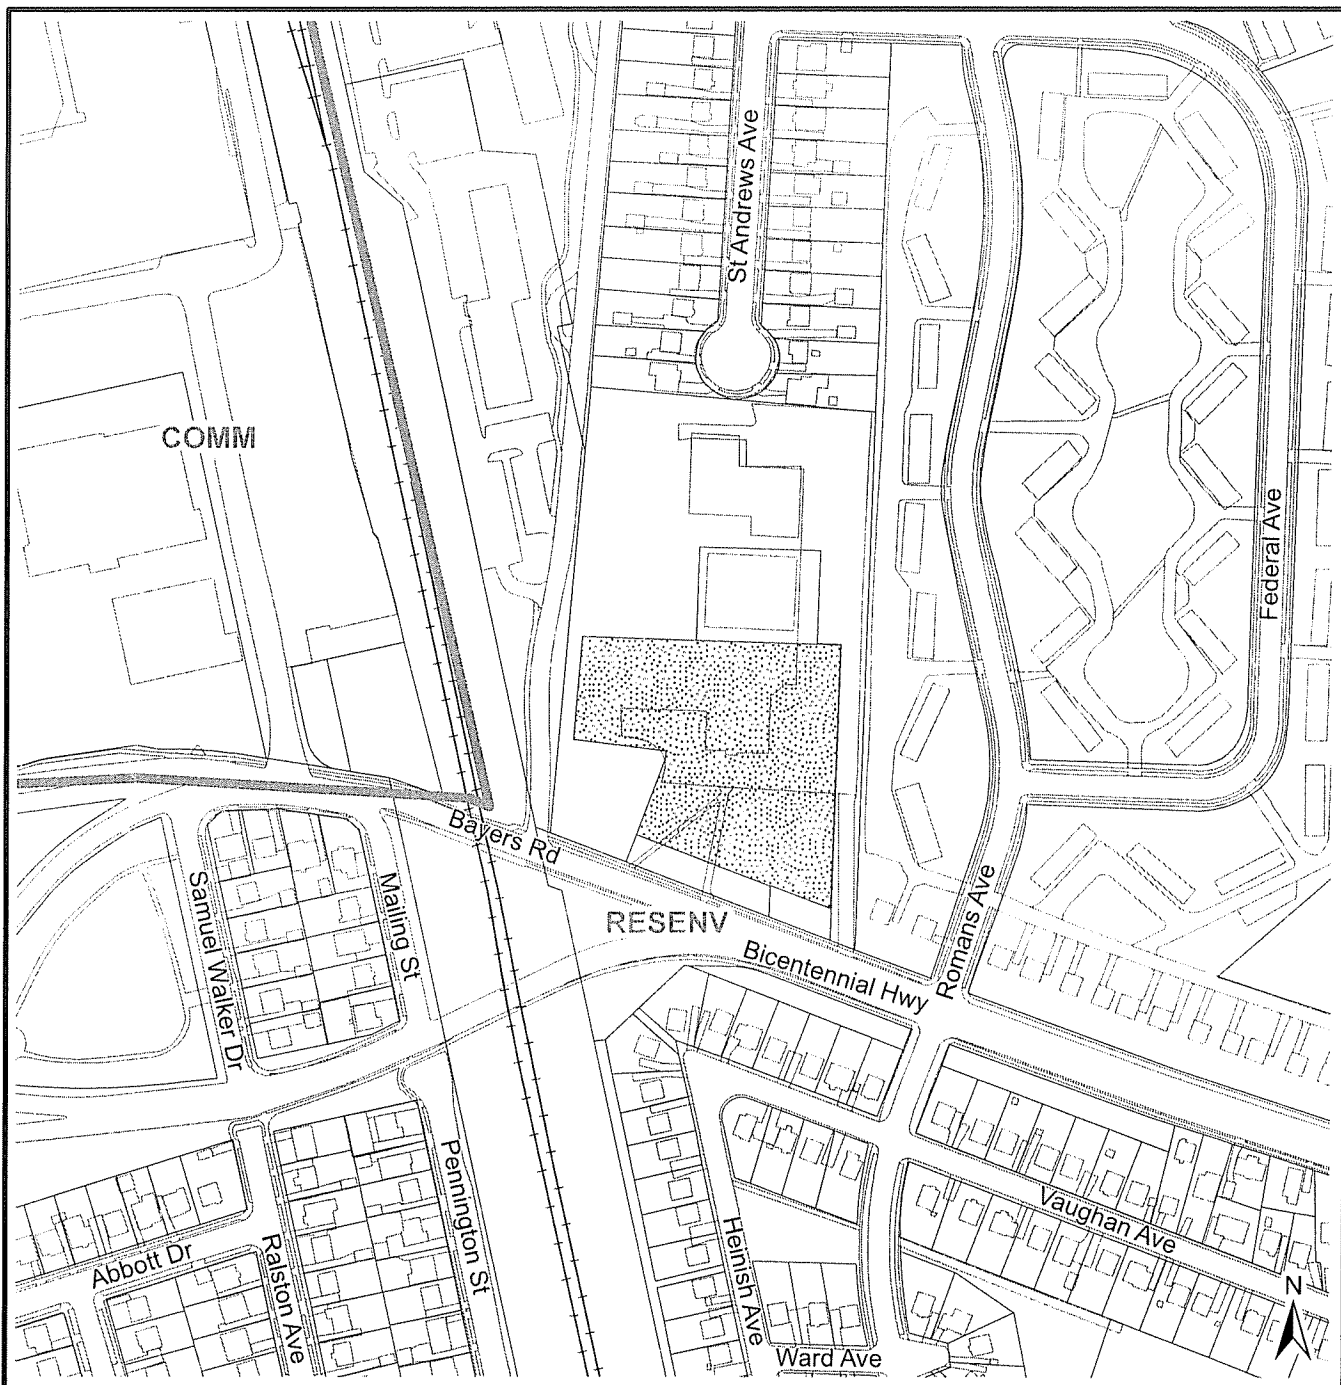 St Andrews Ave
COMM
Federal Ave
Bayers Rd
Samuel Walker Dr
Mailing St
RESENV
Bicentennial Hwy
Romans Ave
Pennington St
Abbott Dr
Ralston Ave
Heinish Ave
Vaughan Ave
Ward Ave
N